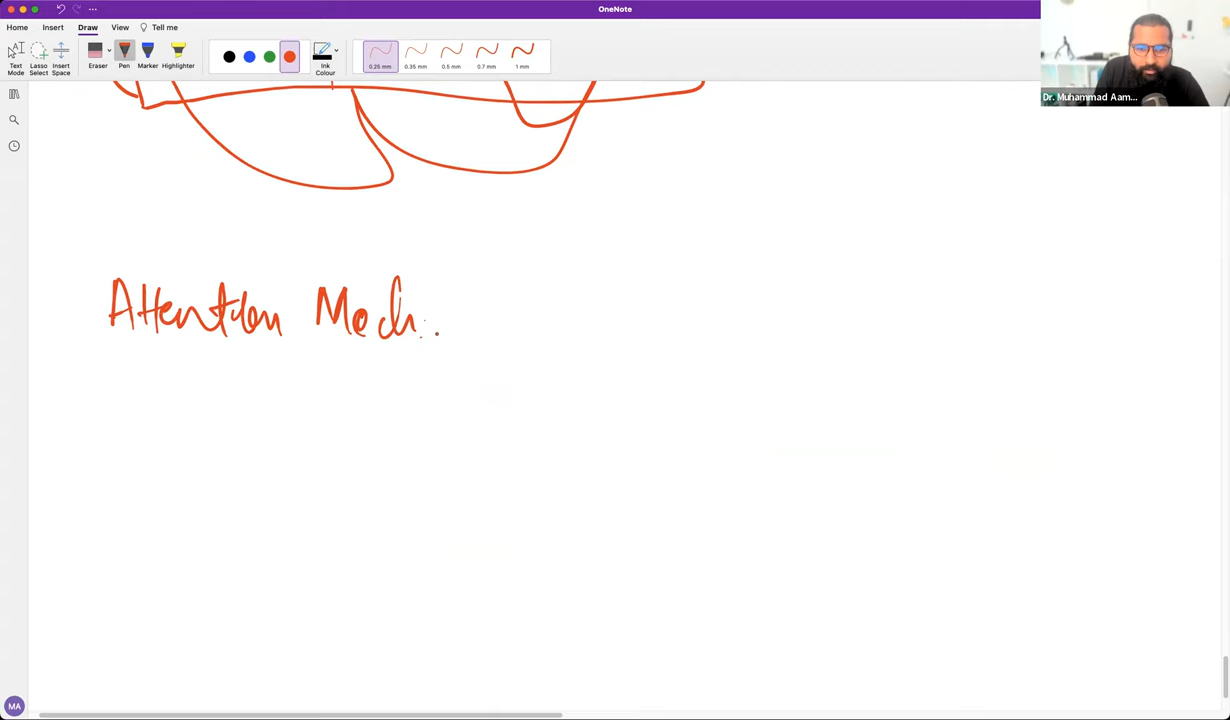 OneNote
Home Insert Draw View Tell me
Text Mode
Lasso Select
Insert Space
Eraser
Pen
Marker
Highlighter
Ink Colour
0.25 mm 0.35 mm 0.5 mm 0.7 mm 1 mm
Dr. Muhammad Aam...
Attention Mech
MA